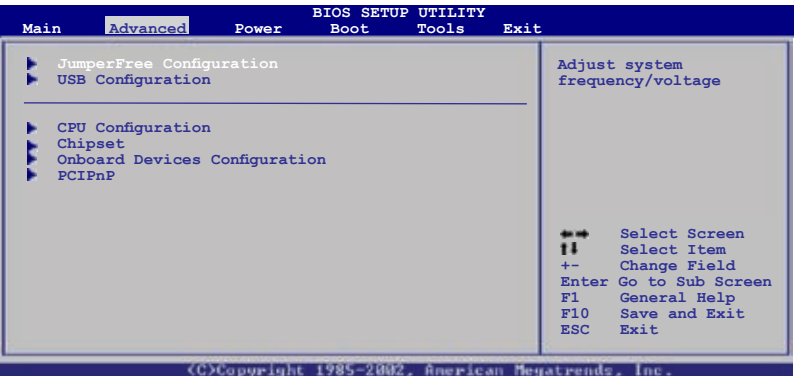 BIOS SETUP UTILITY
Main Advanced Power Boot Tools Exit
JumperFree Configuration
USB Configuration
CPU Configuration
Chipset
Onboard Devices Configuration
PCIPnP
Adjust system
frequency/voltage
Select Screen
Select Item
+- Change Field
Enter Go to Sub Screen
F1 General Help
F10 Save and Exit
ESC Exit
(C)Copyright 1985-2002, American Megatrends, Inc.